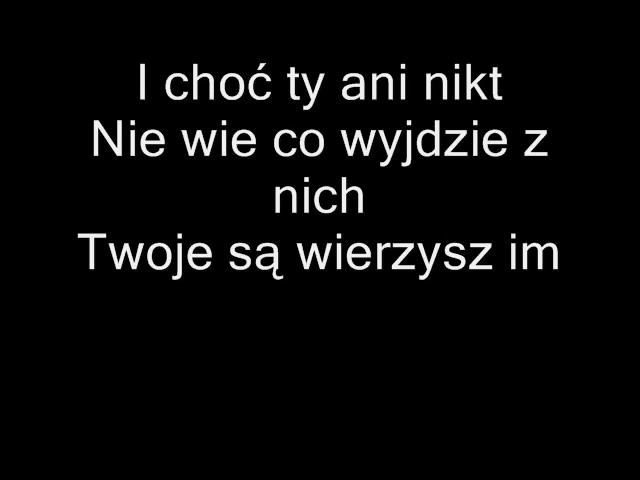 I choć ty ani nikt
Nie wie co wyjdzie z
nich
Twoje są wierzysz im